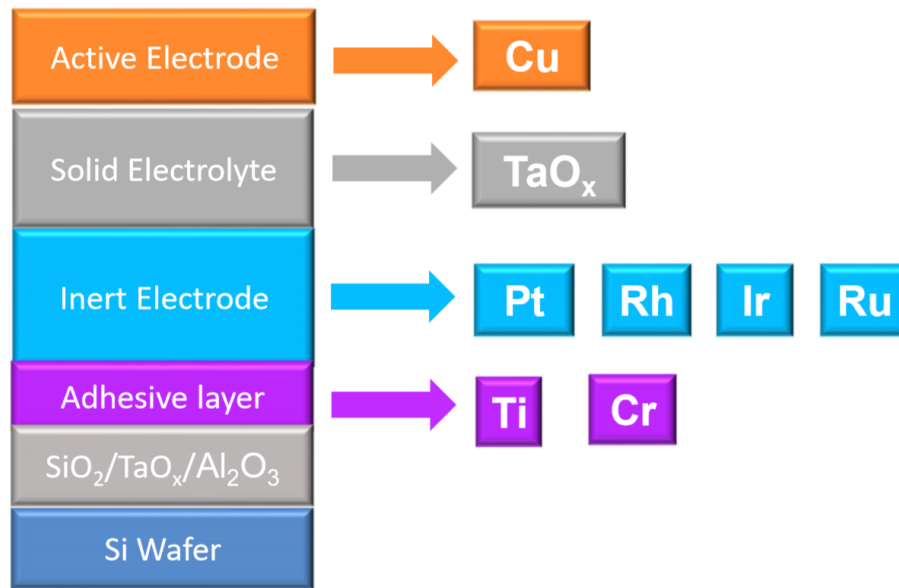 Active Electrode
Cu
Solid Electrolyte
TaOₓ
Inert Electrode
Pt Rh Ir Ru
Adhesive layer
Ti Cr
SiO₂/TaOₓ/Al₂O₃
Si Wafer